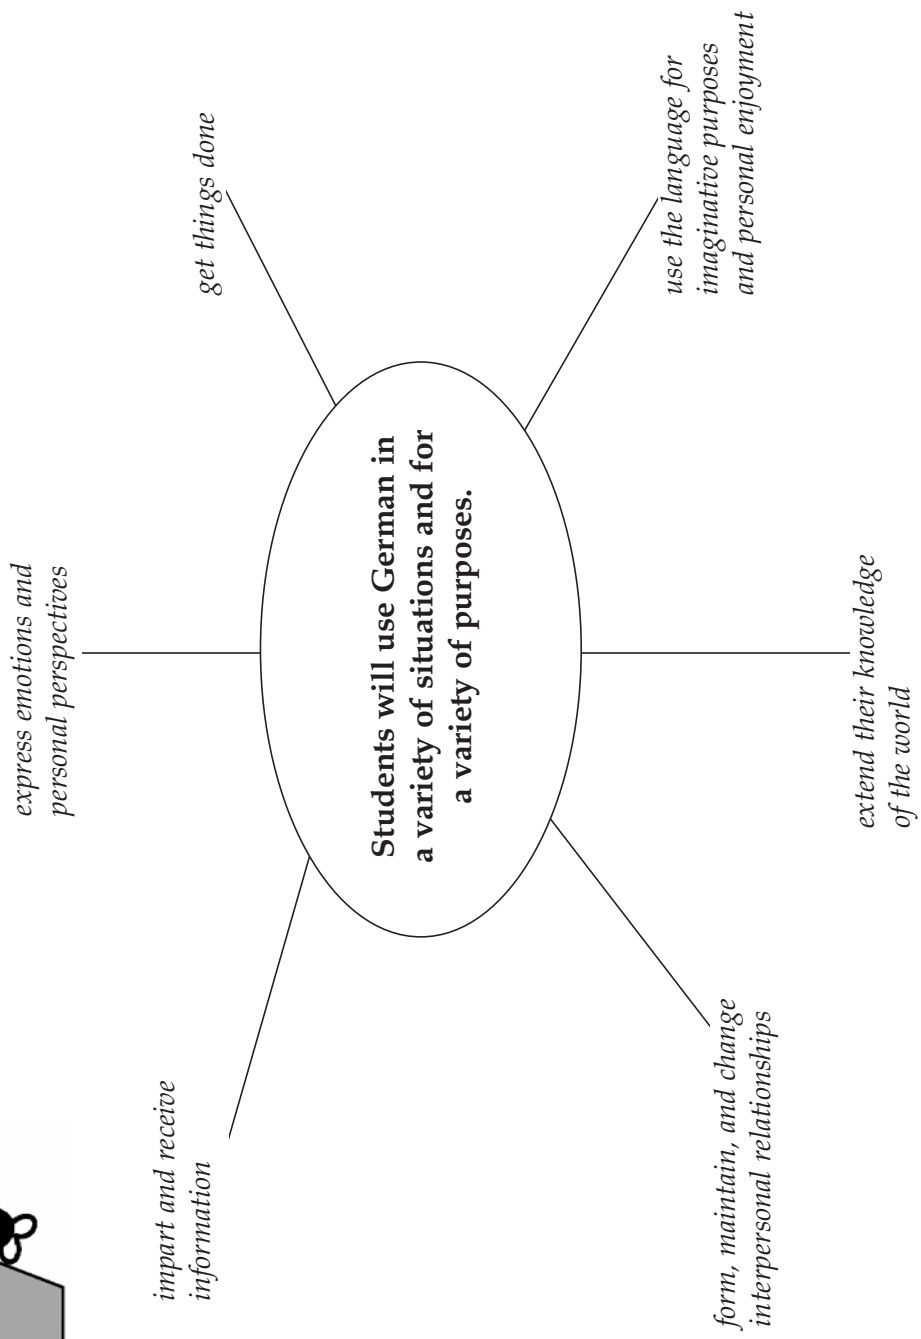 express emotions and
personal perspectives
impart and receive
information
get things done
Students will use German in
a variety of situations and for
a variety of purposes.
form, maintain, and change
interpersonal relationships
use the language for
imaginative purposes
and personal enjoyment
extend their knowledge
of the world